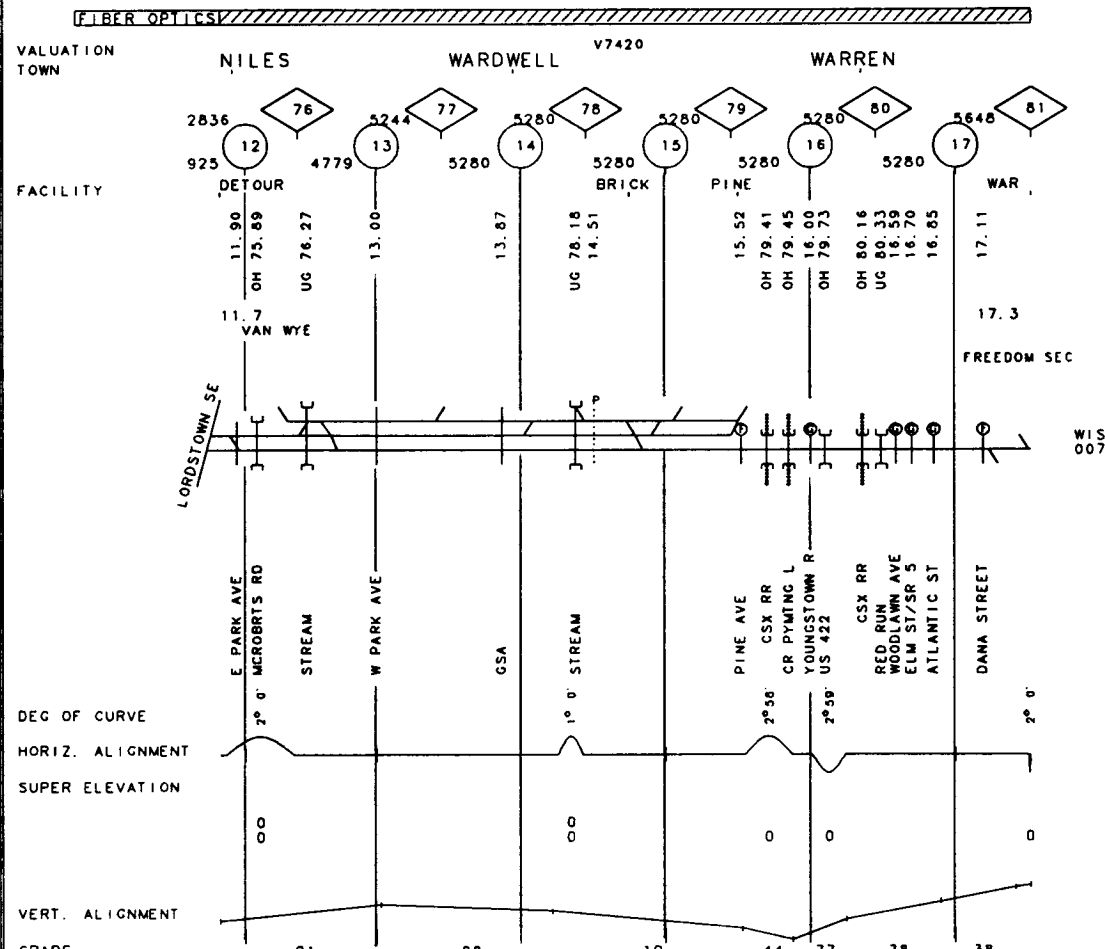 FIBER OPTICS
VALUATION V7420
TOWN NILES WARDWELL WARREN
76 77 78 79 80 81
2836 5244 5280 5280 5280 5648
12 13 14 15 16 17
925 4779 5280 5280 5280 5280
FACILITY DETOUR BRICK PINE WAR
11.90
OH 75.89
UG 76.27
13.00
13.87
UG 78.18
14.51
15.52
OH 79.41
OH 79.45
16.00
OH 79.73
OH 80.16
UG 80.33
16.59
16.70
16.85
17.11
11.7 17.3
VAN WYE
FREEDOM SEC
LORDSTOWN SE
P
WIS
007
E PARK AVE
MCROBRTS RD
STREAM
W PARK AVE
GSA
STREAM
PINE AVE
CSX RR
CR PYMTNG L
YOUNGSTOWN R
US 422
CSX RR
RED RUN
WOODLAWN AVE
ELM ST/SR 5
ATLANTIC ST
DANA STREET
DEG OF CURVE 2° 0' 1° 0' 2°58' 2°59' 2° 0'
HORIZ. ALIGNMENT
SUPER ELEVATION
0 0
0 0 0 0 0
VERT. ALIGNMENT